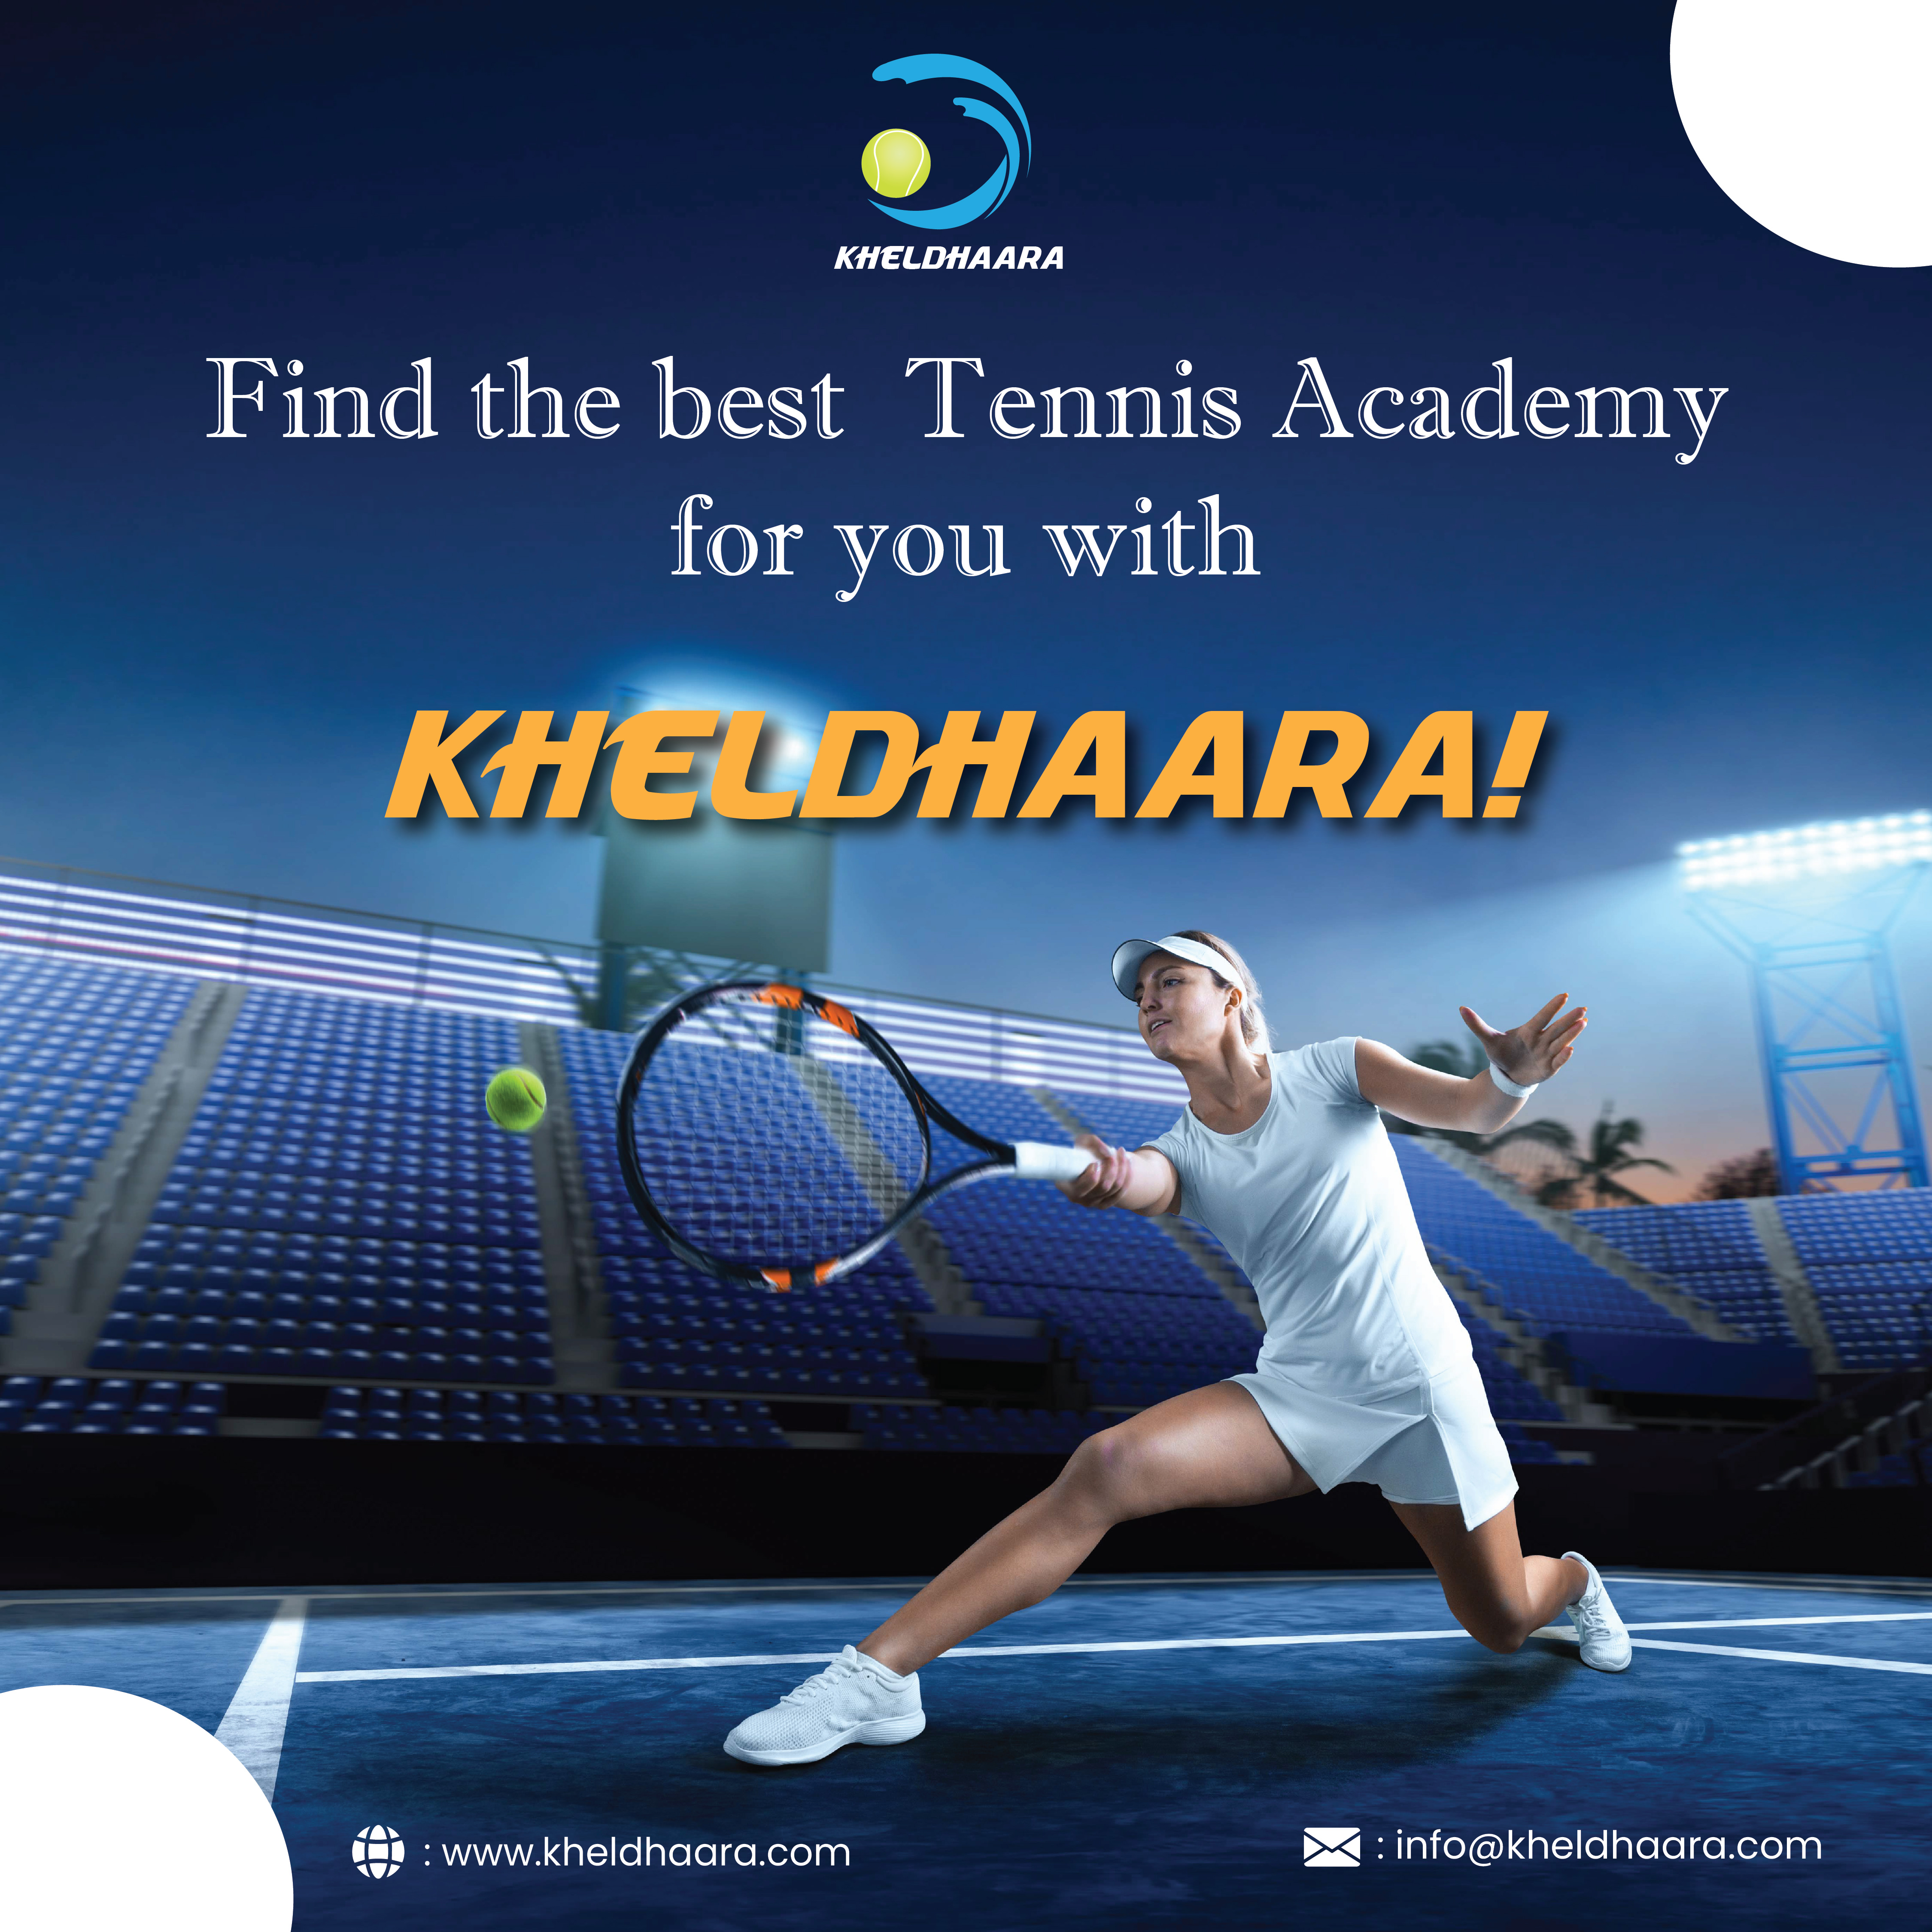 KHELDHAARA
Find the best Tennis Academy
for you with
KHELDHAARA!
: www.kheldhaara.com
: info@kheldhaara.com